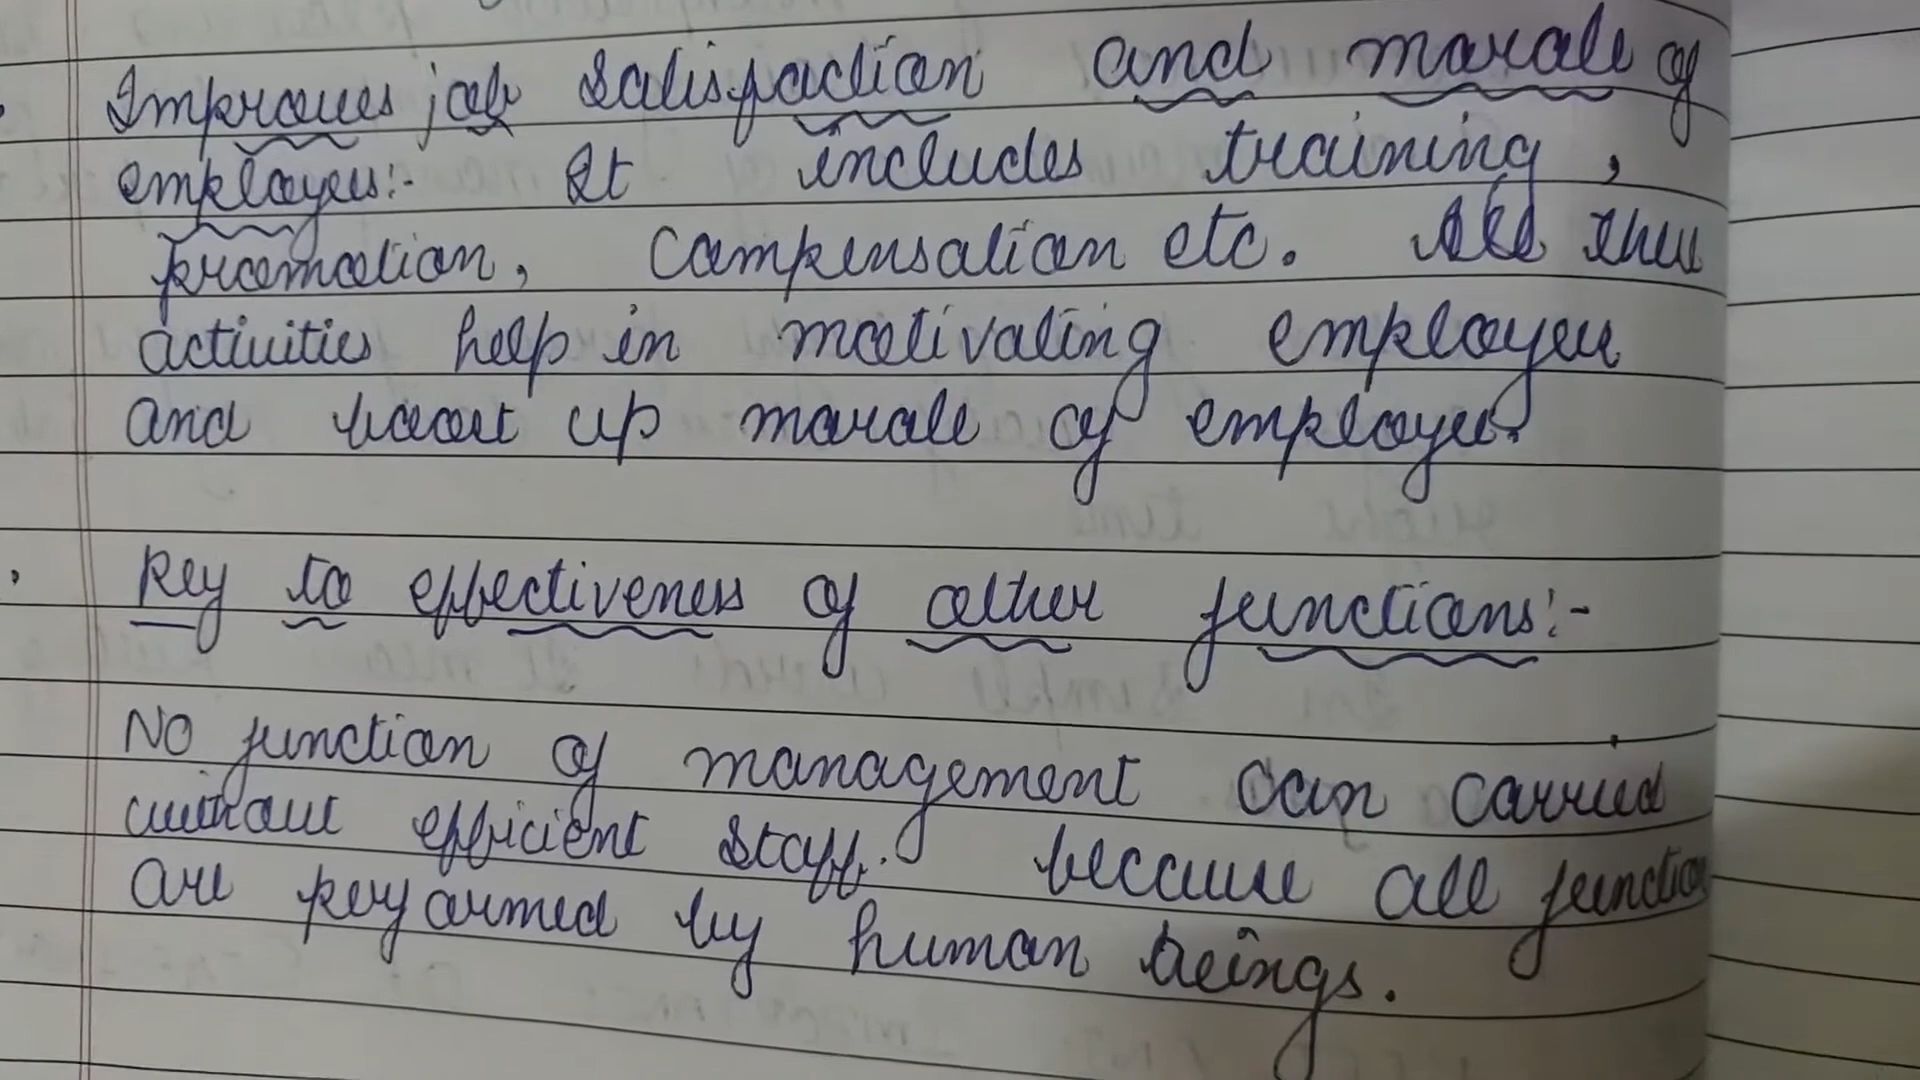 Improves job satisfaction and morale of
employees:- It includes training,
promotion, compensation etc. All these
activities help in motivating employees
and boost up morale of employees.
Key to effectiveness of other functions:-
No function of management can carried
without efficient staff. because all function
are performed by human beings.